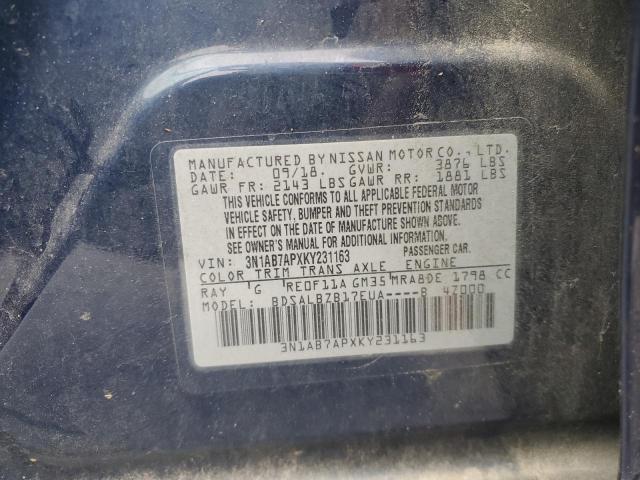 MANUFACTURED BY NISSAN MOTOR CO., LTD.
DATE: 09/18. GVWR: 3876 LBS
GAWR FR: 2143 LBS GAWR RR: 1881 LBS
THIS VEHICLE CONFORMS TO ALL APPLICABLE FEDERAL MOTOR
VEHICLE SAFETY, BUMPER AND THEFT PREVENTION STANDARDS
IN EFFECT ON THE DATE OF MANUFACTURE SHOWN ABOVE.
SEE OWNER'S MANUAL FOR ADDITIONAL INFORMATION.
VIN: 3N1AB7APXKY231163 PASSENGER CAR.
COLOR TRIM TRANS AXLE ENGINE
RAY G RE0F11A GM35 MRA8DE 1798 CC
MODEL: BDSALBZB17EUA----B 47000
3N1AB7APXKY231163